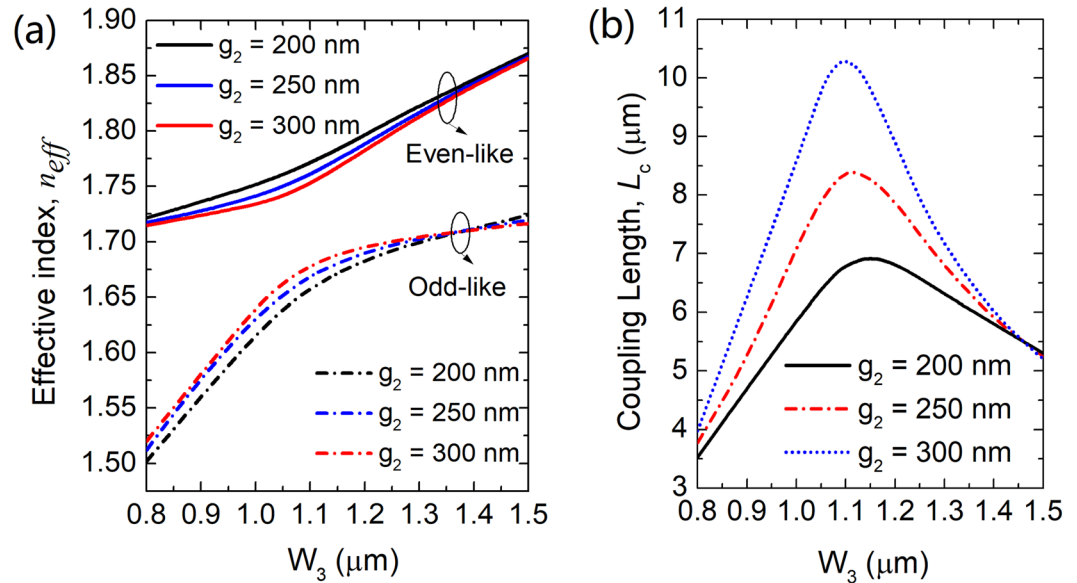 (a)
Effective index, n_eff
1.90
1.85
1.80
1.75
1.70
1.65
1.60
1.55
1.50
g₂ = 200 nm
g₂ = 250 nm
g₂ = 300 nm
Even-like
Odd-like
g₂ = 200 nm
g₂ = 250 nm
g₂ = 300 nm
0.8 0.9 1.0 1.1 1.2 1.3 1.4 1.5
W₃ (μm)
(b)
Coupling Length, L_c (μm)
11
10
9
8
7
6
5
4
3
g₂ = 200 nm
g₂ = 250 nm
g₂ = 300 nm
0.8 0.9 1.0 1.1 1.2 1.3 1.4 1.5
W₃ (μm)